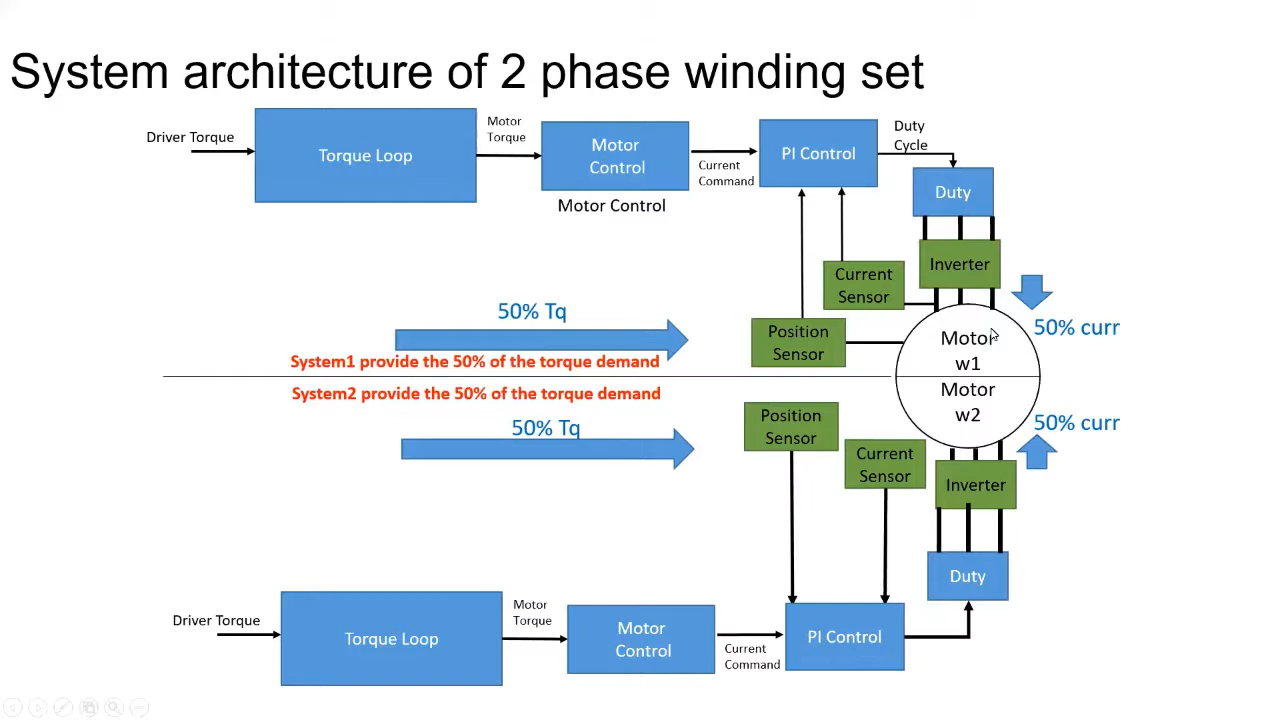 System architecture of 2 phase winding set
Driver Torque
Torque Loop
Motor
Torque
Motor
Control
Motor Control
Current
Command
PI Control
Duty
Cycle
Duty
Inverter
Current
Sensor
Position
Sensor
50% Tq
System1 provide the 50% of the torque demand
50% curr
Motor
w1
System2 provide the 50% of the torque demand
50% Tq
Motor
w2
50% curr
Position
Sensor
Current
Sensor
Inverter
Duty
Driver Torque
Torque Loop
Motor
Torque
Motor
Control
Current
Command
PI Control